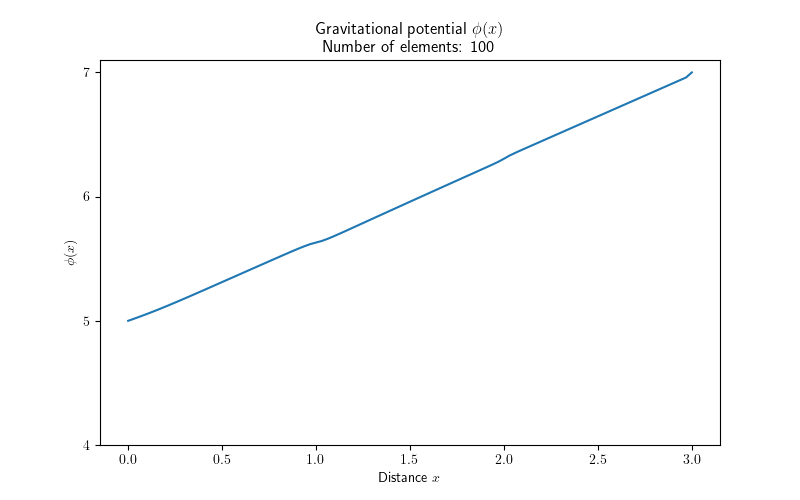 Gravitational potential ϕ(x)
Number of elements: 100
7
6
5
4
ϕ(x)
0.0 0.5 1.0 1.5 2.0 2.5 3.0
Distance x